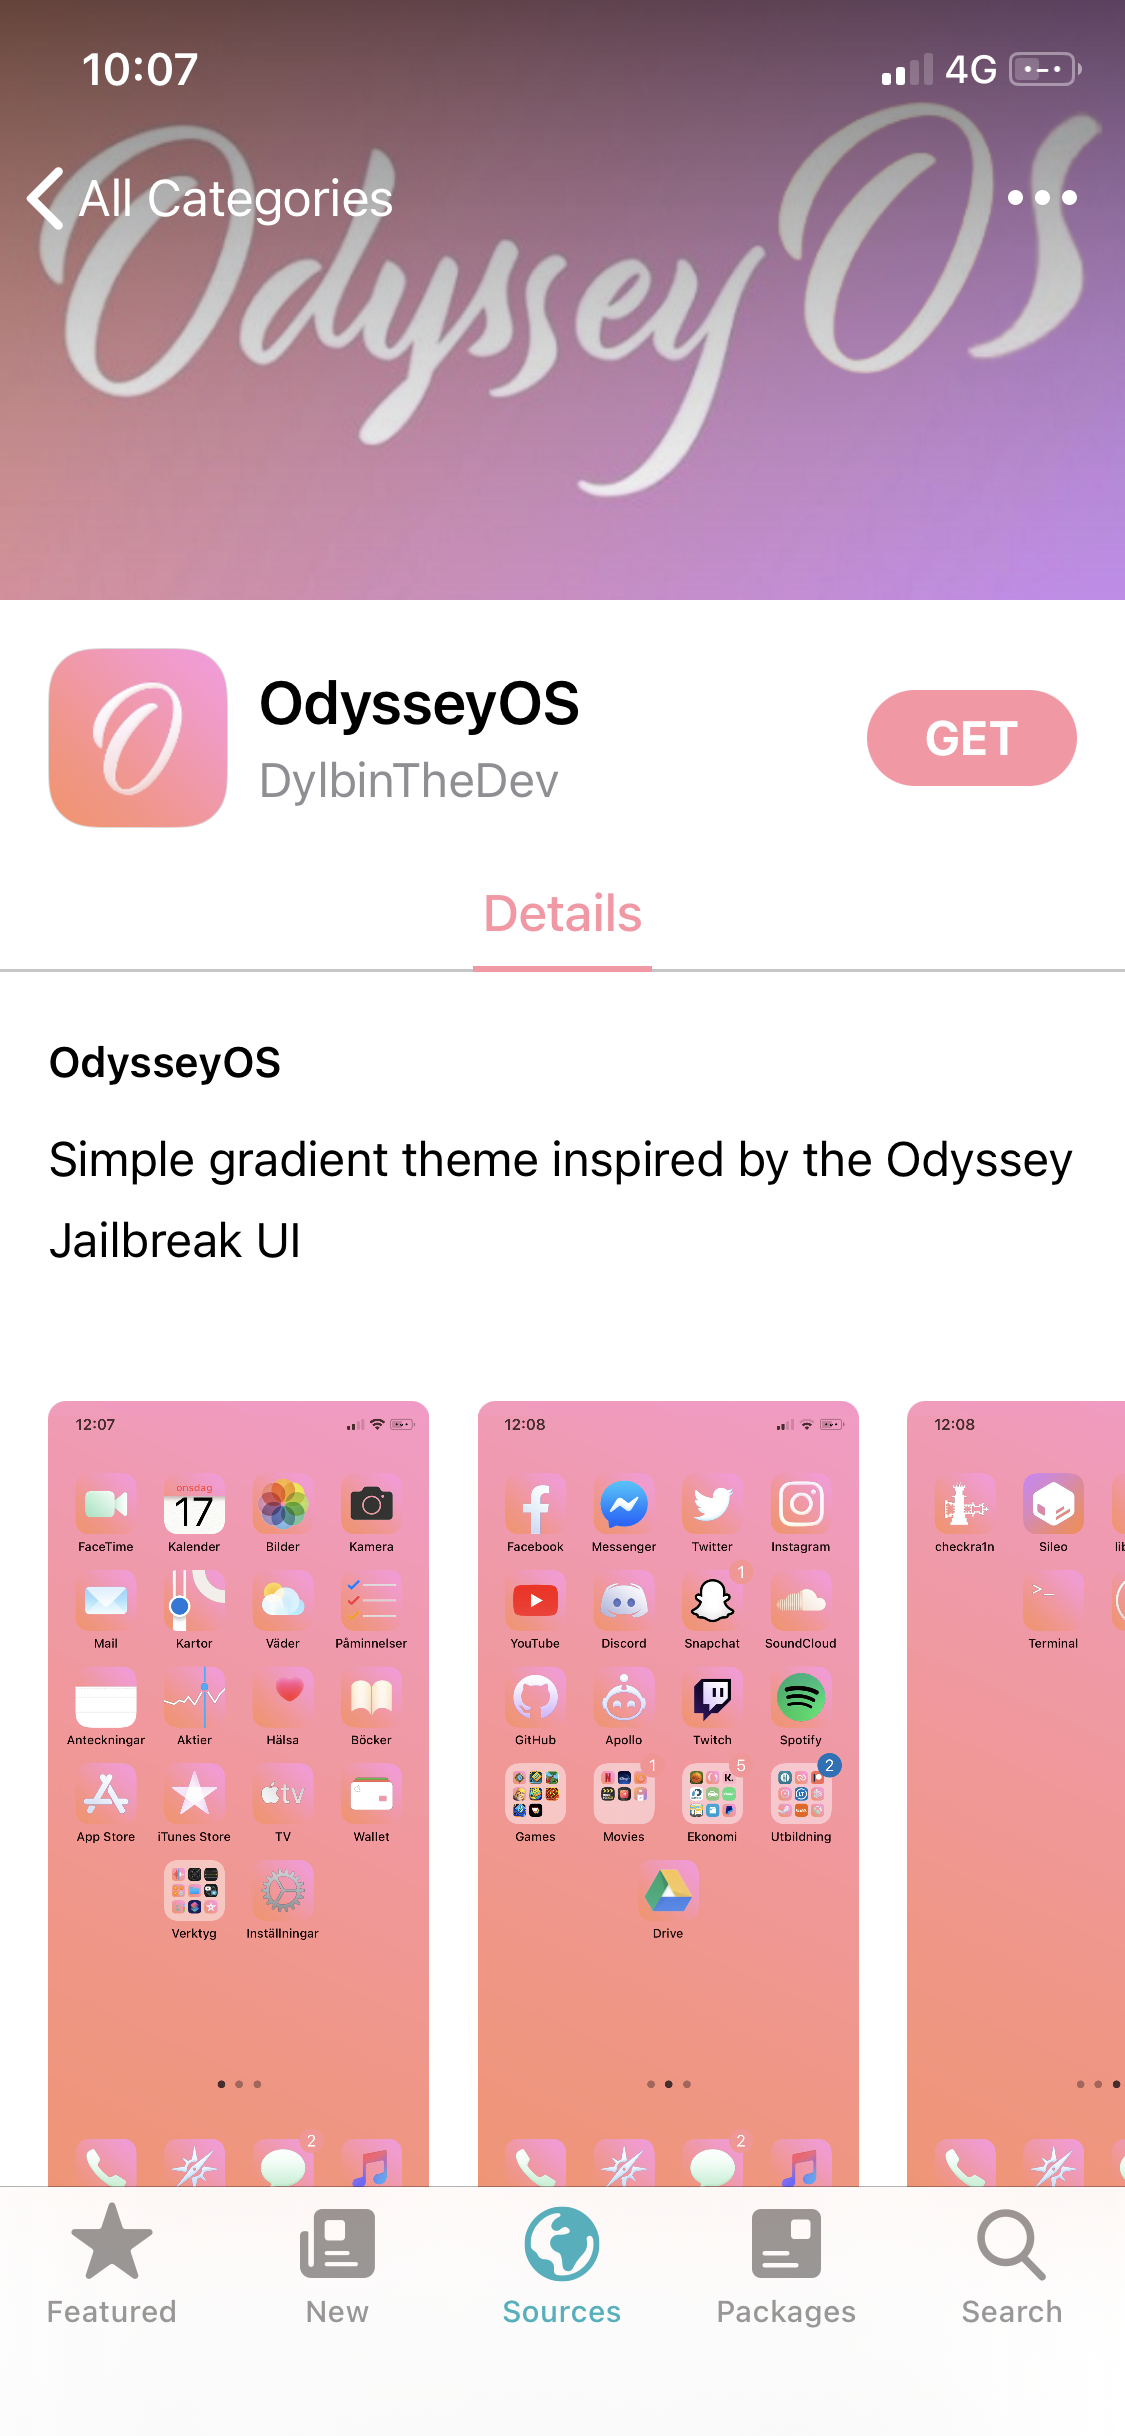 10:07
4G
All Categories
OdysseyOS
OdysseyOS
GET
DylbinTheDev
Details
OdysseyOS
Simple gradient theme inspired by the Odyssey
Jailbreak UI
12:07
onsdag
17
FaceTime Kalender Bilder Kamera
Mail Kartor Väder Påminnelser
Anteckningar Aktier Hälsa Böcker
tv
App Store iTunes Store TV Wallet
Verktyg Inställningar
2
12:08
Facebook Messenger Twitter Instagram
1
YouTube Discord Snapchat SoundCloud
GitHub Apollo Twitch Spotify
1 5 2
Games Movies Ekonomi Utbildning
Drive
2
12:08
checkra1n Sileo
>_
Terminal
Featured New Sources Packages Search